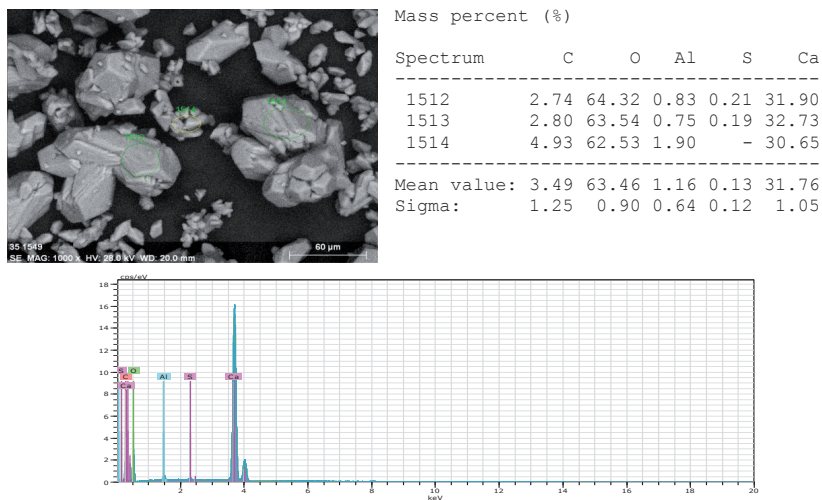 Mass percent (%)
Spectrum C O Al S Ca
1512 2.74 64.32 0.83 0.21 31.90
1513 2.80 63.54 0.75 0.19 32.73
1514 4.93 62.53 1.90 - 30.65
Mean value: 3.49 63.46 1.16 0.13 31.76
Sigma: 1.25 0.90 0.64 0.12 1.05
35 1549
60 µm
SE MAG: 1000 x HV: 28.0 kV WD: 20.0 mm
cps/eV
18
16
14
12
10
8
6
4
2
0
S O
C
Ca
Al
S
Ca
2 4 6 8 10 12 14 16 18 20
keV